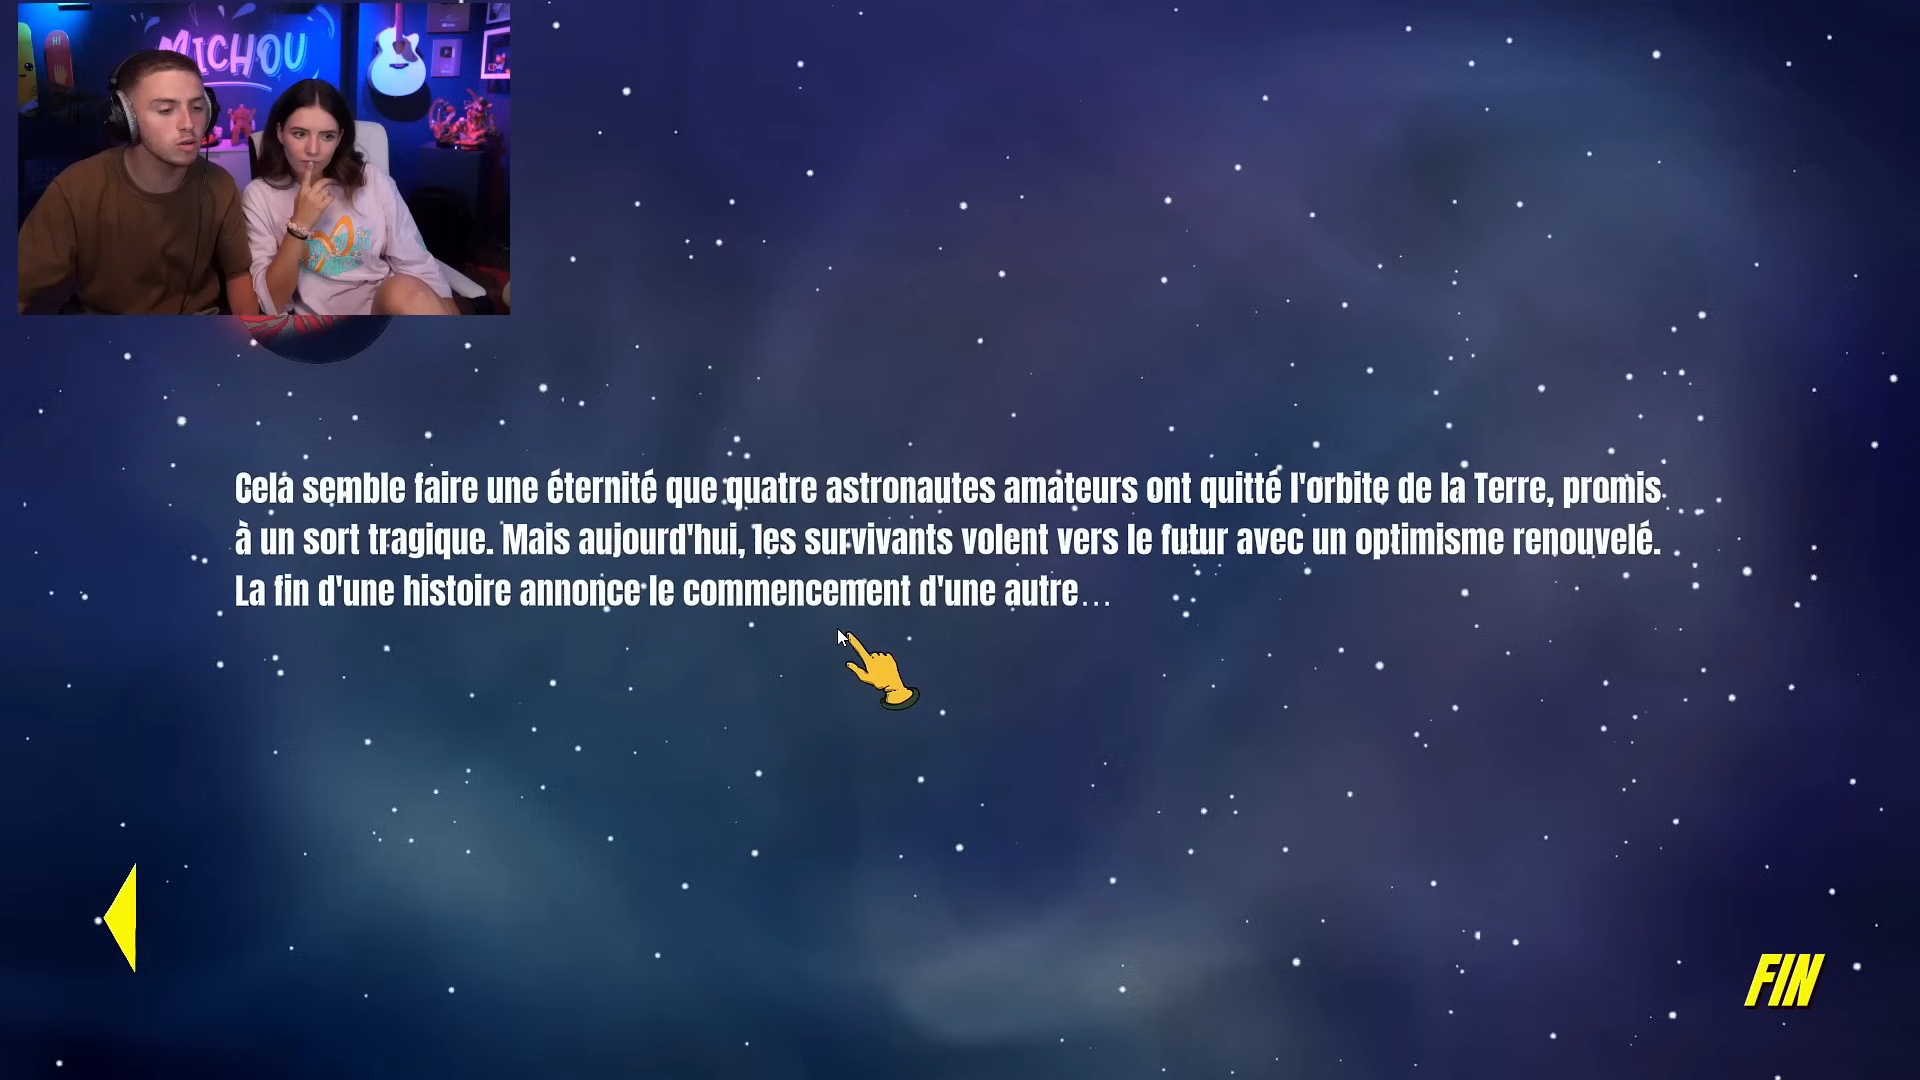 MICHOU
Cela semble faire une éternité que quatre astronautes amateurs ont quitté l'orbite de la Terre, promis
à un sort tragique. Mais aujourd'hui, les survivants volent vers le futur avec un optimisme renouvelé.
La fin d'une histoire annonce le commencement d'une autre...
FIN